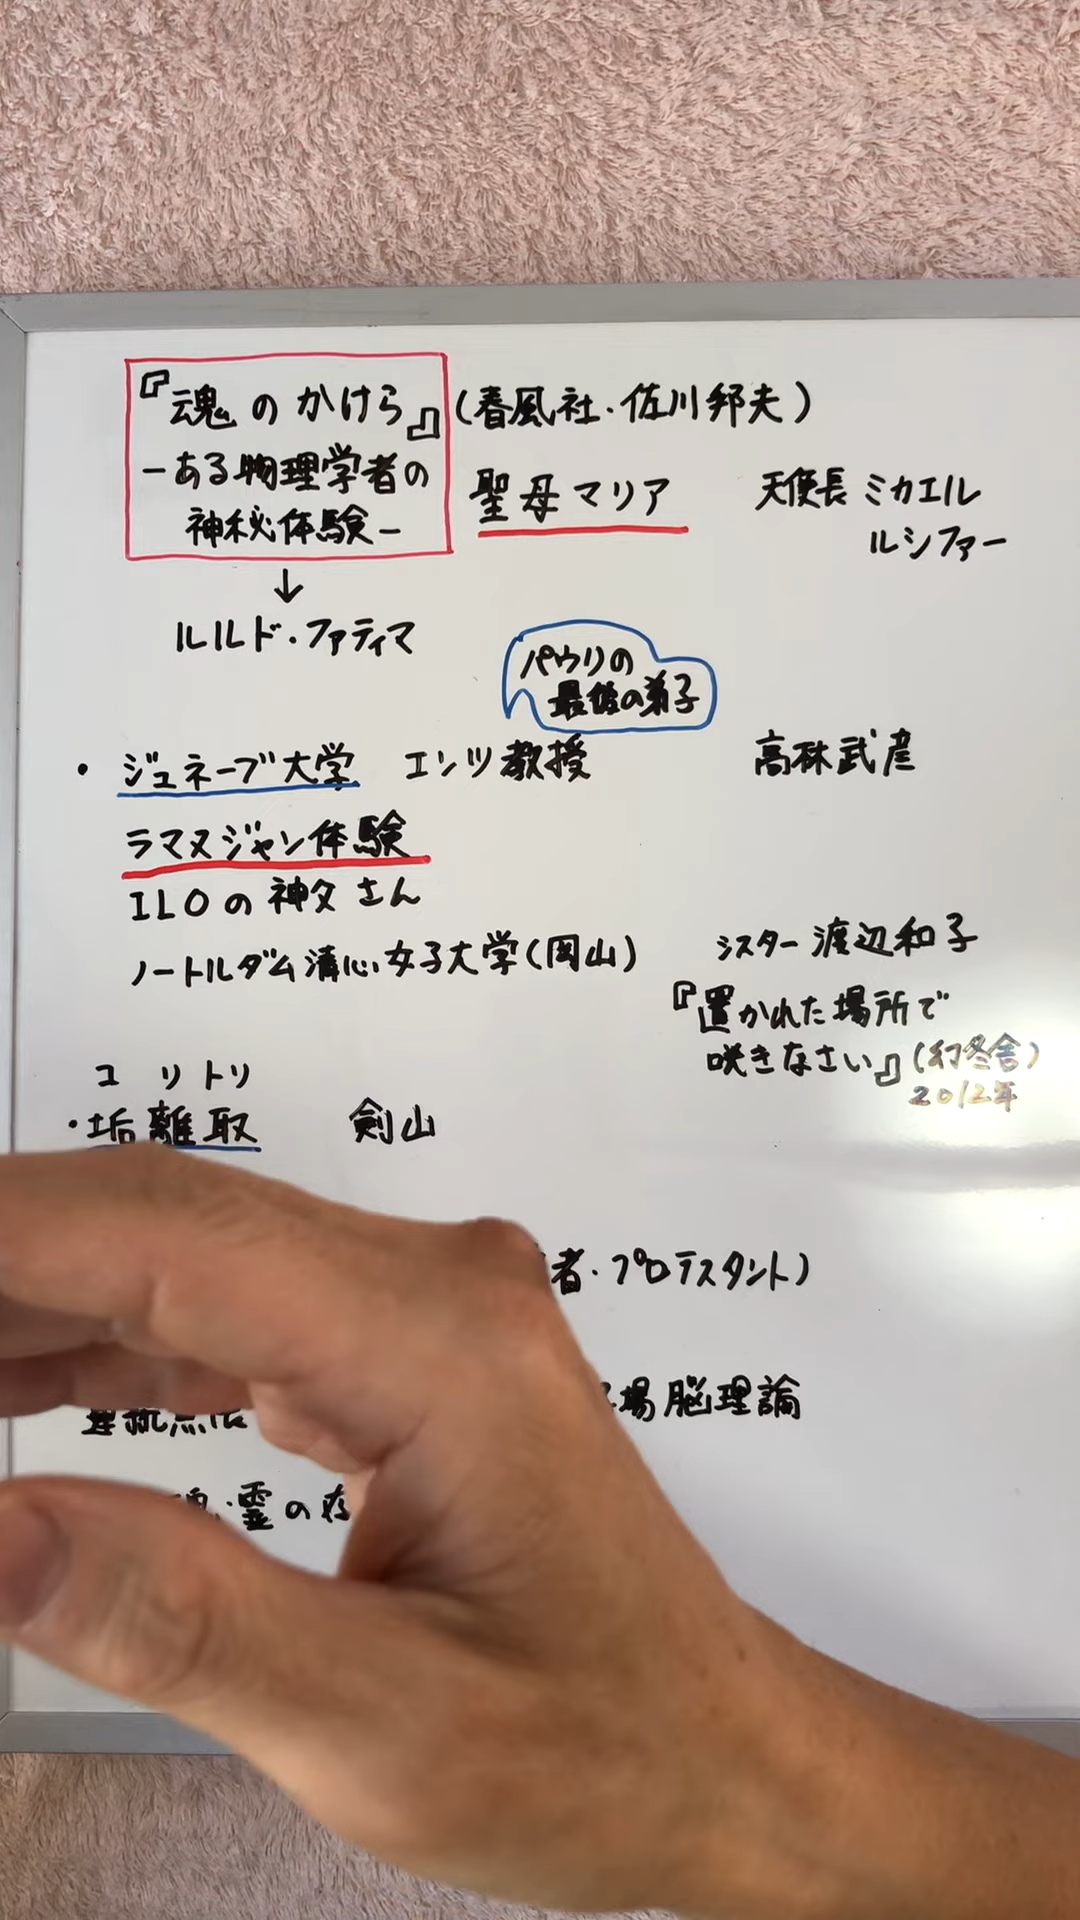 『魂のかけら』(春風社・佐川邦夫)
－ある物理学者の
神秘体験－
聖母マリア
天使長 ミカエル
ルシファー
↓
ルルド・ファティマ
パウリの
最後の弟子
・ジュネーブ大学 エンツ教授 高林武彦
ラマヌジャン体験
ILOの神父さん
ノートルダム清心女子大学(岡山)
シスター 渡辺和子
『置かれた場所で
咲きなさい』(幻冬舎)
2012年
コ リ トリ
・垢離取 剣山
者・プロテスタント)
場脳理論
霊の存